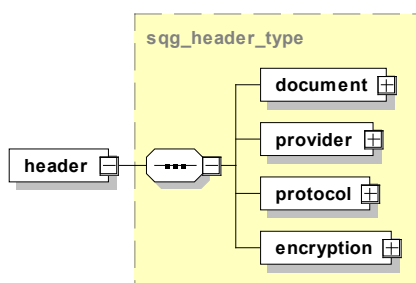 sqg_header_type
document
provider
header
protocol
encryption